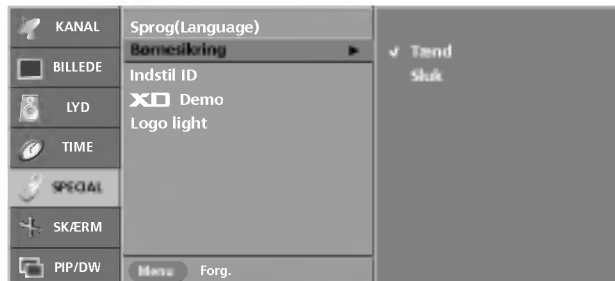 KANAL
BILLEDE
LYD
TIME
SPECIAL
SKÆRM
PIP/DW
Sprog(Language)
Børnesikring
Indstil ID
XD Demo
Logo light
Menu Forg.
✓ Tænd
Sluk